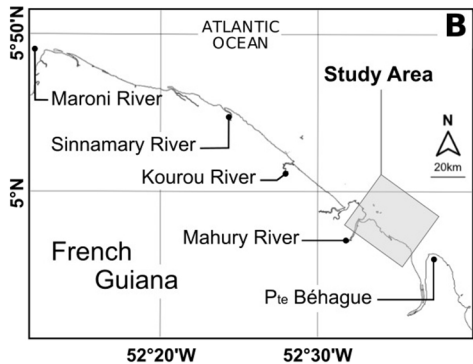 5°50'N
ATLANTIC
OCEAN
B
Study Area
Maroni River
N
Sinnamary River
20km
Kourou River
5°N
Mahury River
French
Guiana
Pte Béhague
52°20'W
52°30'W